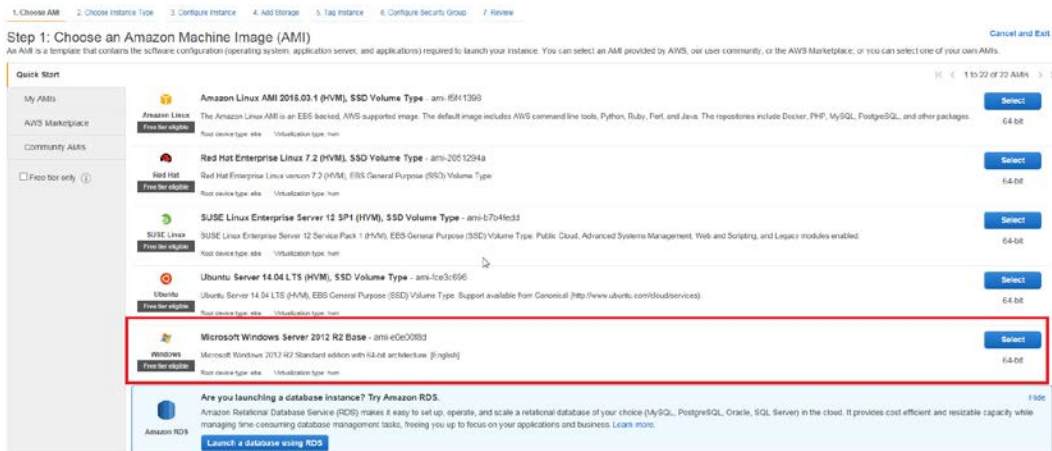 1. Choose AMI 2. Choose Instance Type 3. Configure Instance 4. Add Storage 5. Tag Instance 6. Configure Security Group 7. Review
Step 1: Choose an Amazon Machine Image (AMI)
Cancel and Exit
An AMI is a template that contains the software configuration (operating system, application server, and applications) required to launch your instance. You can select an AMI provided by AWS, our user community, or the AWS Marketplace; or you can select one of your own AMIs.
Quick Start
1 to 22 of 22 AMIs
My AMIs
AWS Marketplace
Community AMIs
Free tier only
Amazon Linux
Free tier eligible
Amazon Linux AMI 2016.03.1 (HVM), SSD Volume Type - ami-f5f41398
The Amazon Linux AMI is an EBS-backed, AWS-supported image. The default image includes AWS command line tools, Python, Ruby, Perl, and Java. The repositories include Docker, PHP, MySQL, PostgreSQL, and other packages.
Root device type: ebs Virtualization type: hvm
Select
64-bit
Red Hat
Free tier eligible
Red Hat Enterprise Linux 7.2 (HVM), SSD Volume Type - ami-2051294a
Red Hat Enterprise Linux version 7.2 (HVM), EBS General Purpose (SSD) Volume Type
Root device type: ebs Virtualization type: hvm
Select
64-bit
SUSE Linux
Free tier eligible
SUSE Linux Enterprise Server 12 SP1 (HVM), SSD Volume Type - ami-b7b4fedd
SUSE Linux Enterprise Server 12 Service Pack 1 (HVM), EBS General Purpose (SSD) Volume Type. Public Cloud, Advanced Systems Management, Web and Scripting, and Legacy modules enabled.
Root device type: ebs Virtualization type: hvm
Select
64-bit
Ubuntu
Free tier eligible
Ubuntu Server 14.04 LTS (HVM), SSD Volume Type - ami-fce3c696
Ubuntu Server 14.04 LTS (HVM), EBS General Purpose (SSD) Volume Type. Support available from Canonical (http://www.ubuntu.com/cloud/services).
Root device type: ebs Virtualization type: hvm
Select
64-bit
Windows
Free tier eligible
Microsoft Windows Server 2012 R2 Base -
Microsoft Windows 2012 R2 Standard edition with 64-bit architecture. [English]
Root device type: ebs Virtualization type: hvm
Select
64-bit
Amazon RDS
Are you launching a database instance? Try Amazon RDS.
Hide
Amazon Relational Database Service (RDS) makes it easy to set up, operate, and scale a relational database of your choice (MySQL, PostgreSQL, Oracle, SQL Server) in the cloud. It provides cost efficient and resizable capacity while
managing time-consuming database management tasks, freeing you up to focus on your applications and business. Learn more.
Launch a database using RDS